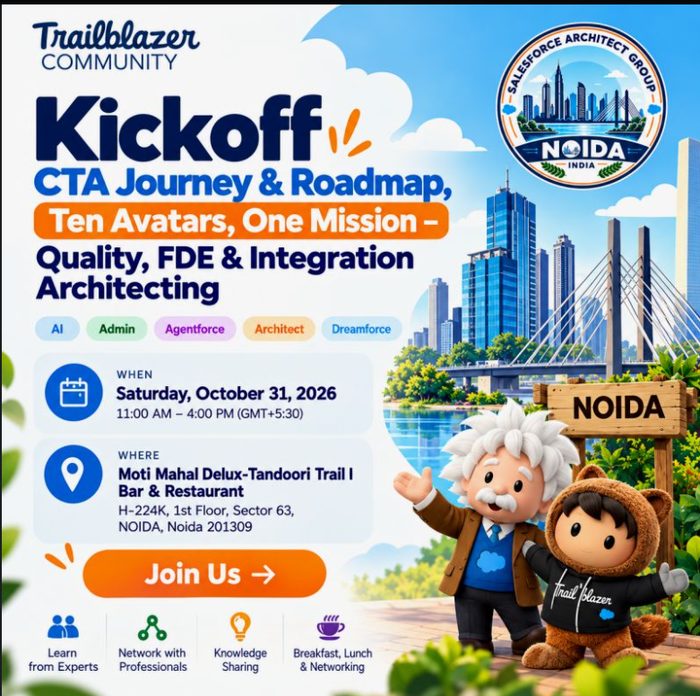 Trailblazer
COMMUNITY
SALESFORCE ARCHITECT GROUP
NOIDA
INDIA
Kickoff
CTA Journey & Roadmap,
Ten Avatars, One Mission –
Quality, FDE & Integration
Architecting
AI
Admin
Agentforce
Architect
Dreamforce
WHEN
Saturday, October 31, 2026
11:00 AM – 4:00 PM (GMT+5:30)
WHERE
Moti Mahal Delux-Tandoori Trail l
Bar & Restaurant
H-224K, 1st Floor, Sector 63,
NOIDA, Noida 201309
NOIDA
Trail blazer
Join Us →
Learn
from Experts
Network with
Professionals
Knowledge
Sharing
Breakfast, Lunch
& Networking